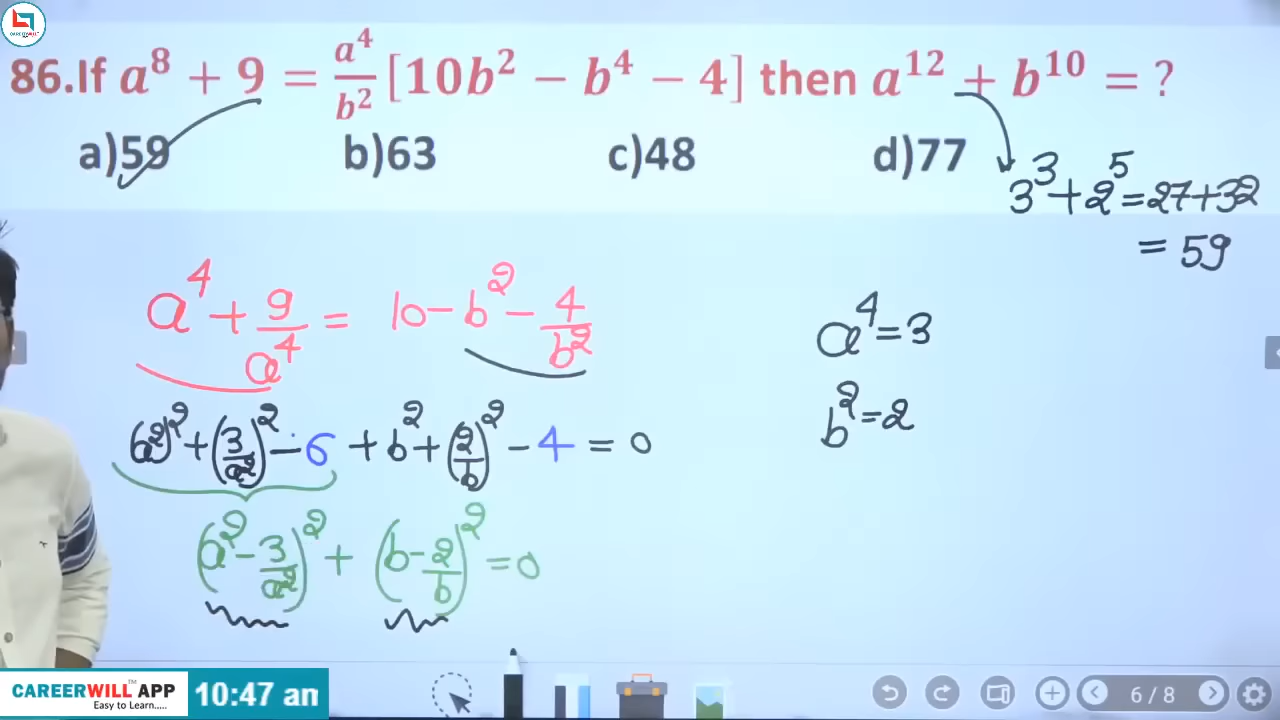 CAREERWILL
86.If a⁸ + 9 = a⁴/b² [10b² − b⁴ − 4] then a¹² + b¹⁰ = ?
a)59 b)63 c)48 d)77
3³ + 2⁵ = 27 + 32
= 59
a⁴ + 9/a⁴ = 10 − b² − 4/b²
a⁴ = 3
(a²)² + (3/a²)² − 6 + b² + (2/b)² − 4 = 0
b² = 2
(a² − 3/a²)² + (b − 2/b)² = 0
CAREERWILL APP
Easy to Learn.....
10:47 an
6 / 8